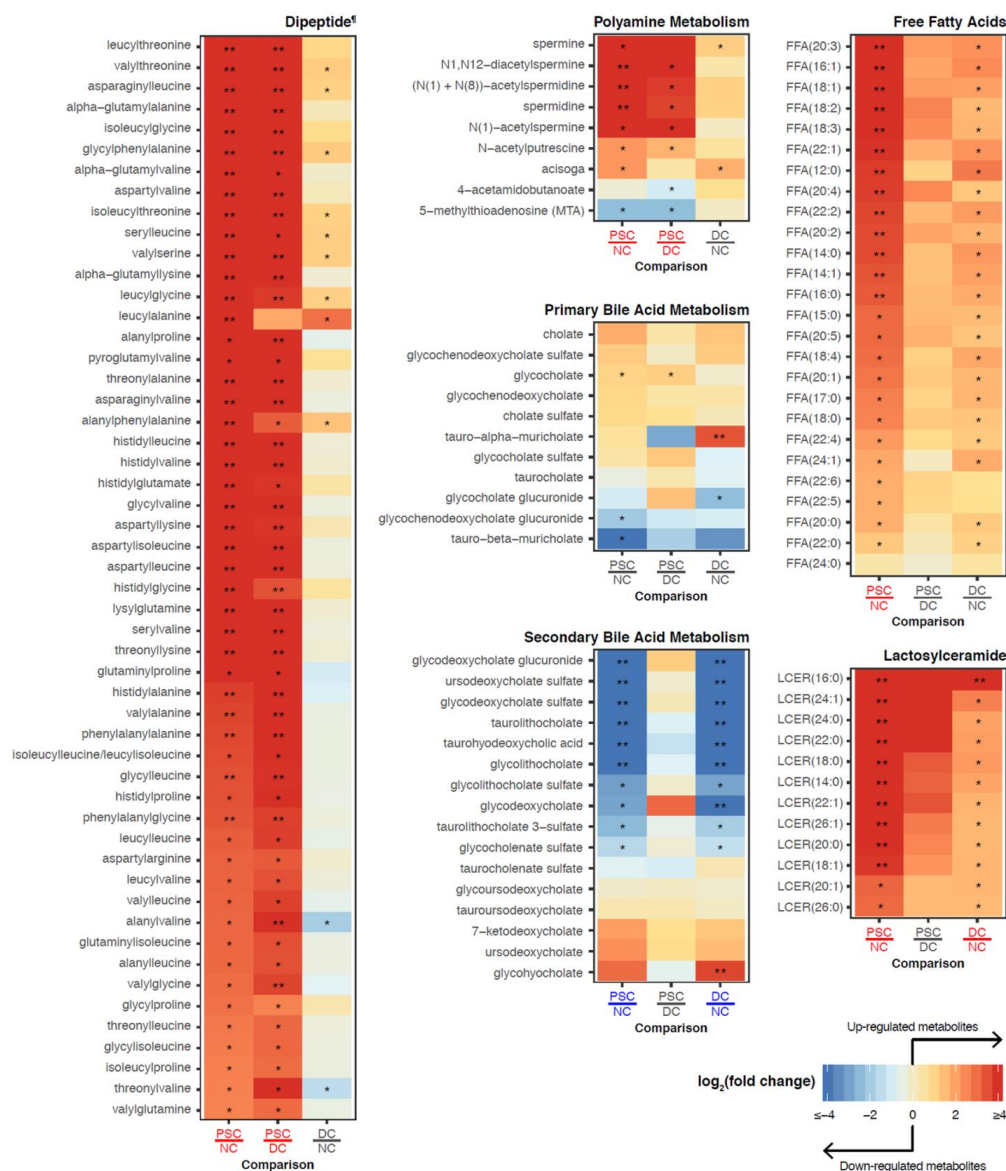 Dipeptide¶
leucylthreonine ** **
valylthreonine ** ** *
asparaginylleucine ** ** *
alpha−glutamylalanine ** **
isoleucylglycine ** **
glycylphenylalanine ** ** *
alpha−glutamylvaline ** *
aspartylvaline ** **
isoleucylthreonine ** ** *
serylleucine ** * *
valylserine ** ** *
alpha−glutamyllysine ** **
leucylglycine ** ** *
leucylalanine ** *
alanylproline * **
pyroglutamylvaline * *
threonylalanine ** **
asparaginylvaline ** **
alanylphenylalanine ** * *
histidylleucine ** **
histidylvaline ** **
histidylglutamate ** *
glycylvaline ** **
aspartyllysine ** **
aspartylisoleucine ** **
aspartylleucine ** **
histidylglycine ** **
lysylglutamine ** **
serylvaline ** **
threonyllysine ** **
glutaminylproline * *
histidylalanine ** **
valylalanine ** **
phenylalanylalanine ** **
isoleucylleucine/leucylisoleucine * *
glycylleucine ** **
histidylproline * *
phenylalanylglycine ** **
leucylleucine * *
aspartylarginine * *
leucylvaline * *
valylleucine * *
alanylvaline * ** *
glutaminylisoleucine * *
alanylleucine * *
valylglycine * **
glycylproline * *
threonylleucine * *
glycylisoleucine * *
isoleucylproline * *
threonylvaline * * *
valylglutamine * *
PSC PSC DC
NC DC NC
Comparison
Polyamine Metabolism
spermine * *
N1,N12−diacetylspermine ** *
(N(1) + N(8))−acetylspermidine ** *
spermidine ** *
N(1)−acetylspermine * *
N−acetylputrescine * *
acisoga * *
4−acetamidobutanoate *
5−methylthioadenosine (MTA) * *
PSC PSC DC
NC DC NC
Comparison
Primary Bile Acid Metabolism
cholate
glycochenodeoxycholate sulfate
glycocholate * *
glycochenodeoxycholate
cholate sulfate
tauro−alpha−muricholate **
glycocholate sulfate
taurocholate
glycocholate glucuronide *
glycochenodeoxycholate glucuronide *
tauro−beta−muricholate *
PSC PSC DC
NC DC NC
Comparison
Secondary Bile Acid Metabolism
glycodeoxycholate glucuronide ** **
ursodeoxycholate sulfate ** **
glycodeoxycholate sulfate ** **
taurolithocholate ** **
taurohyodeoxycholic acid ** **
glycolithocholate ** **
glycolithocholate sulfate * *
glycodeoxycholate * **
taurolithocholate 3−sulfate * *
glycocholenate sulfate * *
taurocholenate sulfate
glycoursodeoxycholate
tauroursodeoxycholate
7−ketodeoxycholate
ursodeoxycholate
glycohyocholate **
PSC PSC DC
NC DC NC
Comparison
Free Fatty Acids
FFA(20:3) ** *
FFA(16:1) ** *
FFA(18:1) ** *
FFA(18:2) ** *
FFA(18:3) ** *
FFA(22:1) ** *
FFA(12:0) ** *
FFA(20:4) ** *
FFA(22:2) ** *
FFA(20:2) ** *
FFA(14:0) ** *
FFA(14:1) ** *
FFA(16:0) ** *
FFA(15:0) * *
FFA(20:5) * *
FFA(18:4) * *
FFA(20:1) * *
FFA(17:0) * *
FFA(18:0) * *
FFA(22:4) * *
FFA(24:1) * *
FFA(22:6) *
FFA(22:5) *
FFA(20:0) * *
FFA(22:0) * *
FFA(24:0)
PSC PSC DC
NC DC NC
Comparison
Lactosylceramide
LCER(16:0) ** **
LCER(24:1) ** *
LCER(24:0) ** *
LCER(22:0) ** *
LCER(18:0) ** *
LCER(14:0) ** *
LCER(22:1) ** *
LCER(26:1) ** *
LCER(20:0) ** *
LCER(18:1) ** *
LCER(20:1) * *
LCER(26:0) * *
PSC PSC DC
NC DC NC
Comparison
Up-regulated metabolites
log2(fold change)
≤−4 −2 0 2 ≥4
Down-regulated metabolites